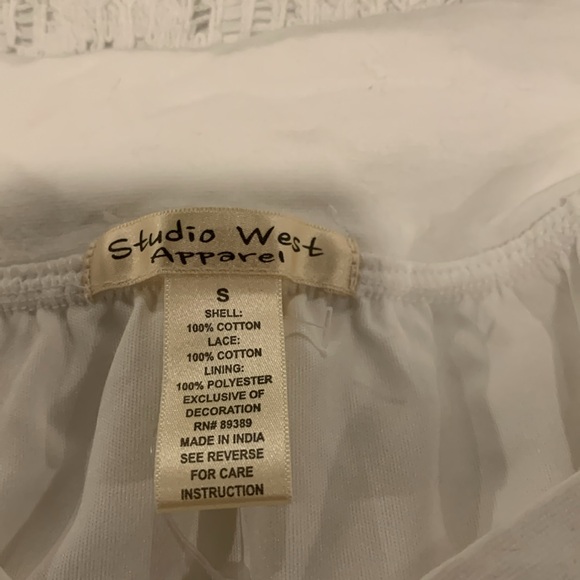 Studio West
Apparel
S
SHELL:
100% COTTON
LACE:
100% COTTON
LINING:
100% POLYESTER
EXCLUSIVE OF
DECORATION
RN# 89389
MADE IN INDIA
SEE REVERSE
FOR CARE
INSTRUCTION